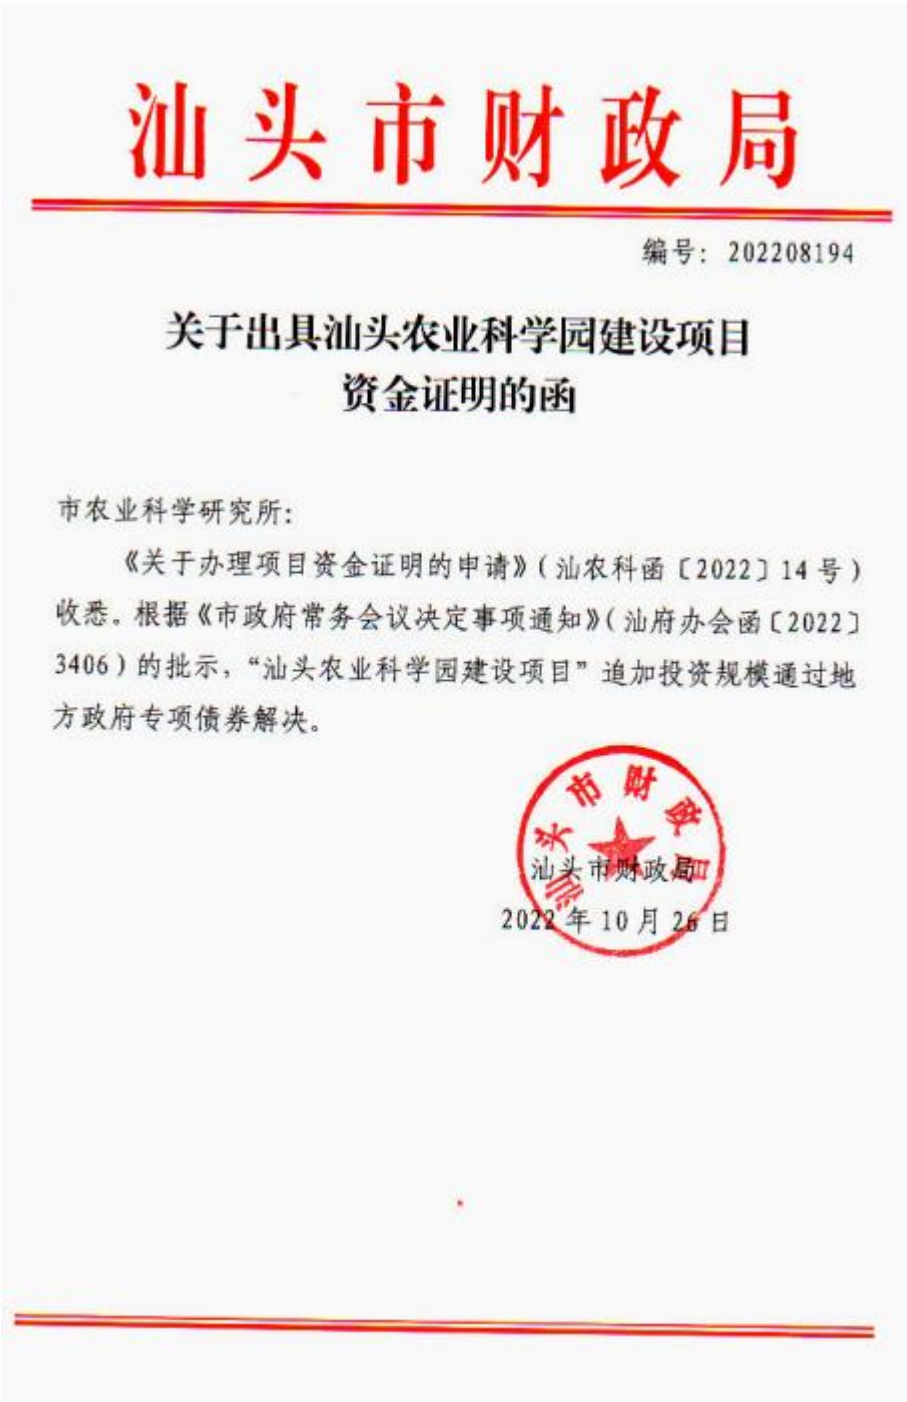 汕头市财政局
编号：202208194
关于出具汕头农业科学园建设项目
资金证明的函
市农业科学研究所：
《关于办理项目资金证明的申请》（汕农科函〔2022〕14号）
收悉。根据《市政府常务会议决定事项通知》（汕府办会函〔2022〕
3406）的批示，“汕头农业科学园建设项目”追加投资规模通过地
方政府专项债券解决。
汕头市财政局
汕头市财政局
2022年10月26日